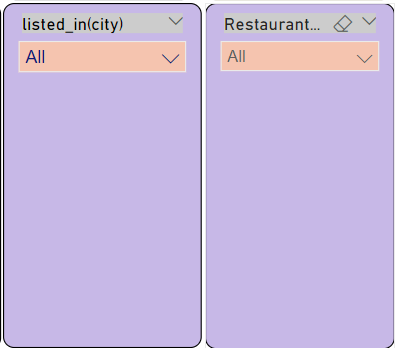 listed_in(city)
All
Restaurant...
All